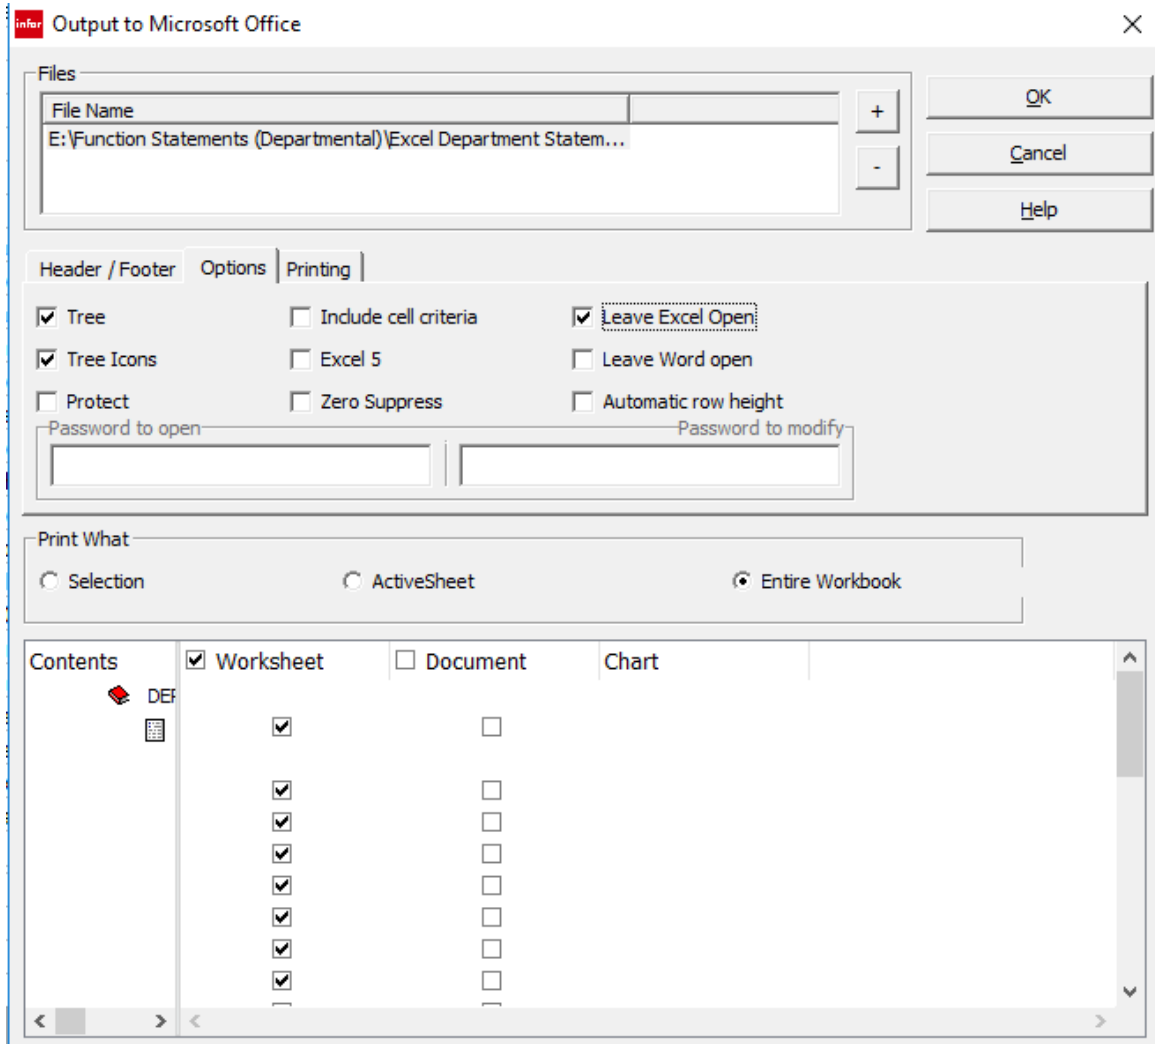 infor Output to Microsoft Office
Files
File Name
+
OK
E:\Function Statements (Departmental)\Excel Department Statem...
-
Cancel
Help
Header / Footer Options Printing
Tree Include cell criteria Leave Excel Open
Tree Icons Excel 5 Leave Word open
Protect Zero Suppress Automatic row height
Password to open Password to modify
Print What
Selection ActiveSheet Entire Workbook
Contents Worksheet Document Chart